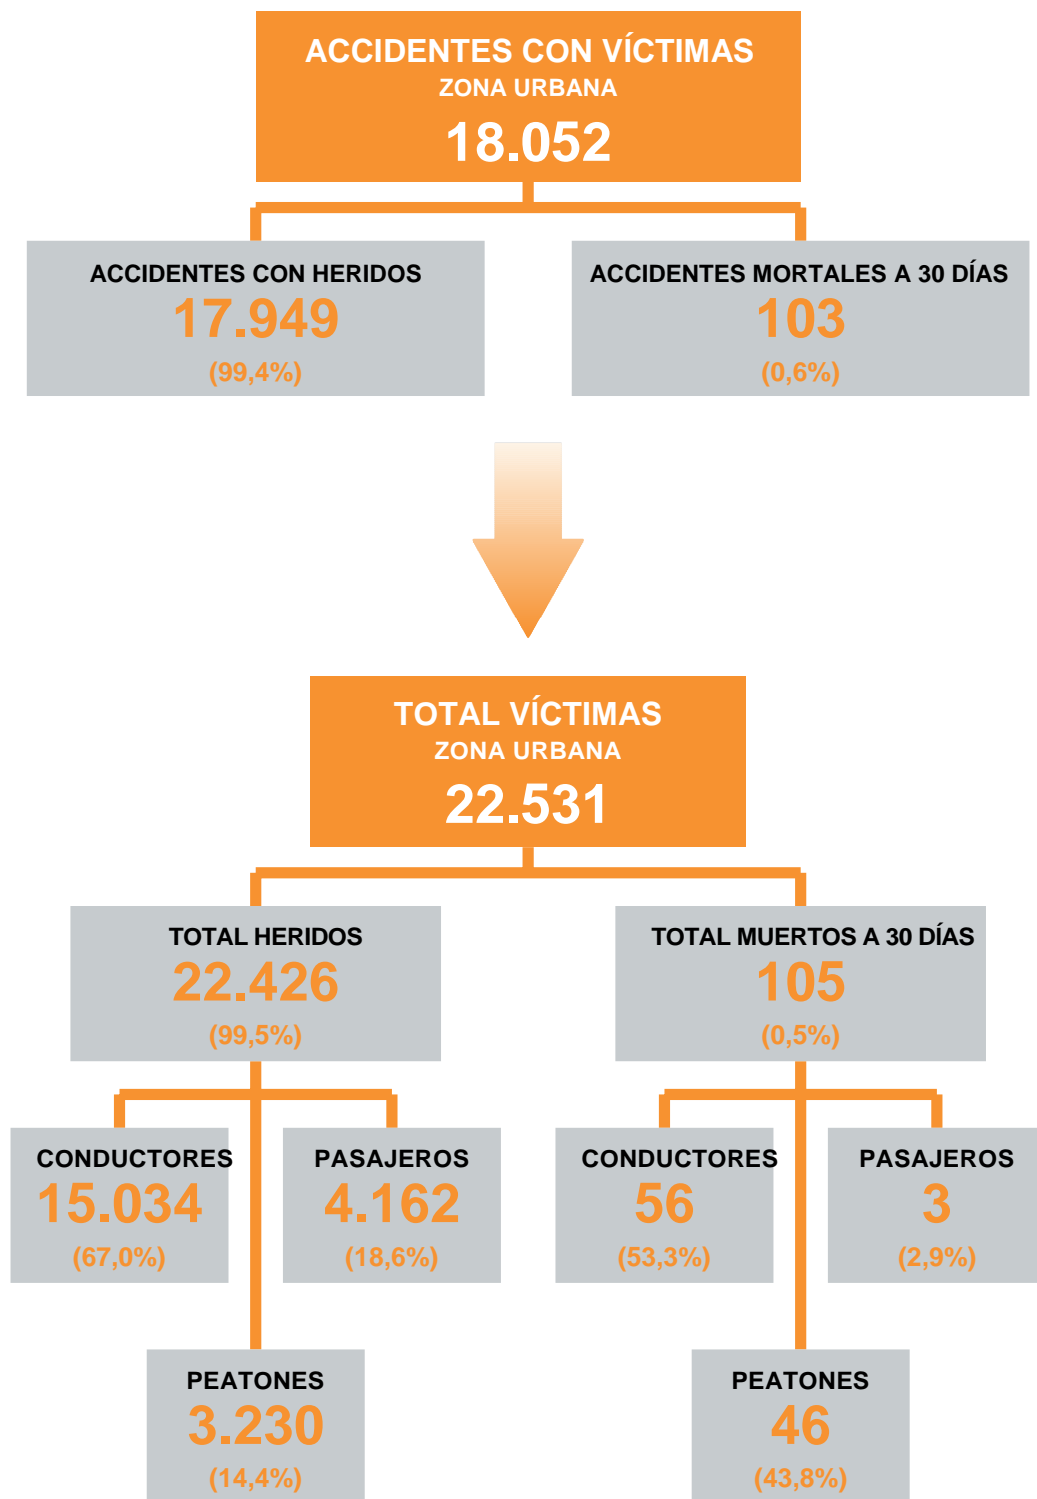 ACCIDENTES CON VÍCTIMAS
ZONA URBANA
18.052
ACCIDENTES CON HERIDOS
17.949
(99,4%)
ACCIDENTES MORTALES A 30 DÍAS
103
(0,6%)
TOTAL VÍCTIMAS
ZONA URBANA
22.531
TOTAL HERIDOS
22.426
(99,5%)
TOTAL MUERTOS A 30 DÍAS
105
(0,5%)
CONDUCTORES
15.034
(67,0%)
PASAJEROS
4.162
(18,6%)
CONDUCTORES
56
(53,3%)
PASAJEROS
3
(2,9%)
PEATONES
3.230
(14,4%)
PEATONES
46
(43,8%)